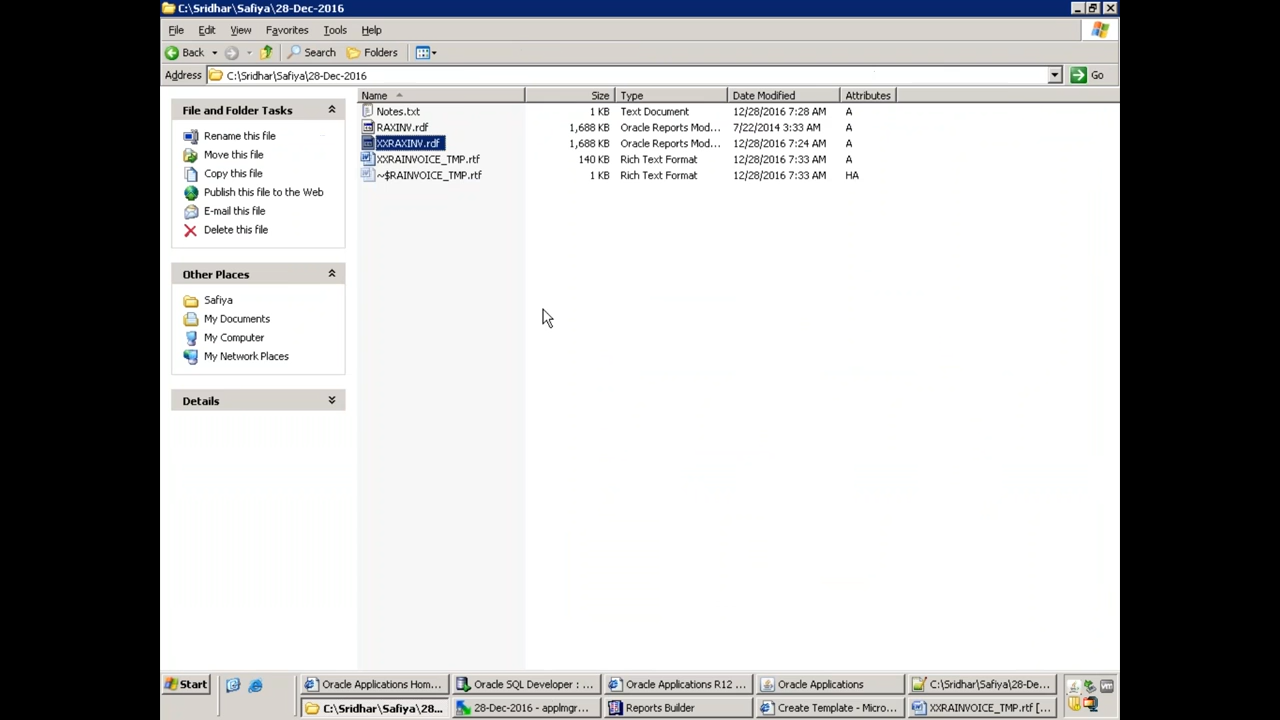 C:\Sridhar\Safiya\28-Dec-2016
File Edit View Favorites Tools Help
Back Search Folders
Address C:\Sridhar\Safiya\28-Dec-2016 Go
File and Folder Tasks
Rename this file
Move this file
Copy this file
Publish this file to the Web
E-mail this file
Delete this file
Other Places
Safiya
My Documents
My Computer
My Network Places
Details
Name Size Type Date Modified Attributes
Notes.txt 1 KB Text Document 12/28/2016 7:28 AM A
RAXINV.rdf 1,688 KB Oracle Reports Mod... 7/22/2014 3:33 AM A
XXRAXINV.rdf 1,688 KB Oracle Reports Mod... 12/28/2016 7:24 AM A
XXRAINVOICE_TMP.rtf 140 KB Rich Text Format 12/28/2016 7:33 AM A
~$RAINVOICE_TMP.rtf 1 KB Rich Text Format 12/28/2016 7:33 AM HA
Start Oracle Applications Hom... Oracle SQL Developer : ... Oracle Applications R12 ... Oracle Applications C:\Sridhar\Safiya\28-De...
C:\Sridhar\Safiya\28... 28-Dec-2016 - applmgr... Reports Builder Create Template - Micro... XXRAINVOICE_TMP.rtf [...